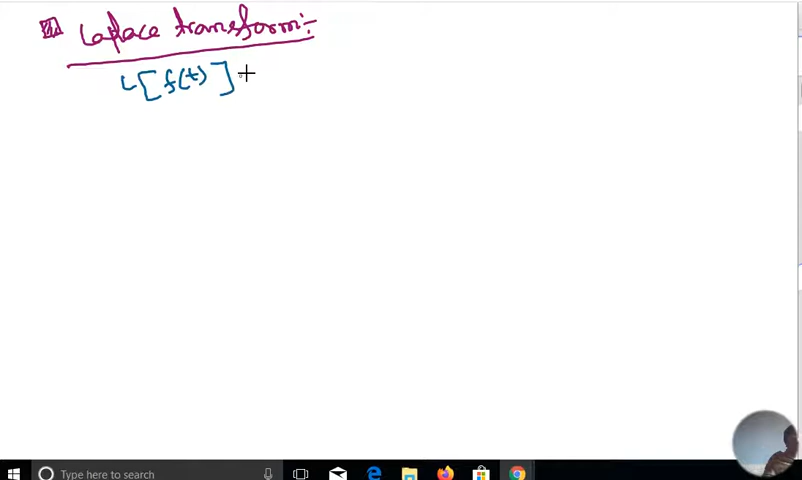 Laplace transform:-
L[f(t)]
Type here to search